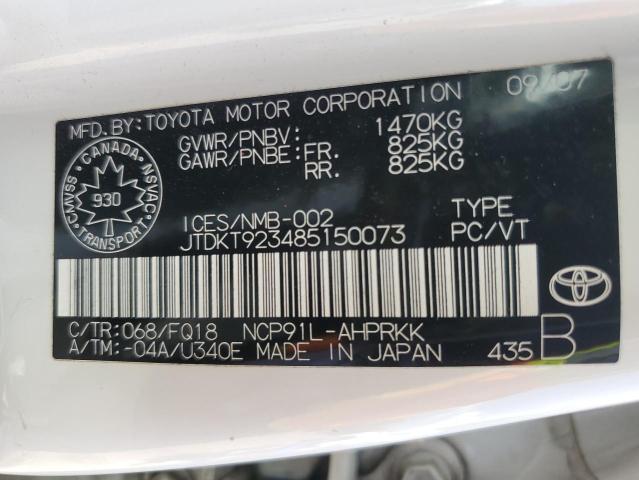 MFD. BY: TOYOTA MOTOR CORPORATION 09/07
GVWR/PNBV: 1470KG
GAWR/PNBE: FR. 825KG
RR. 825KG
CANADA
CMVSS NSVAC
930
TRANSPORT
ICES/NMB-002 TYPE
JTDKT923485150073 PC/VT
C/TR: 068/FQ18 NCP91L-AHPRKK
A/TM: -04A/U340E MADE IN JAPAN 435 B